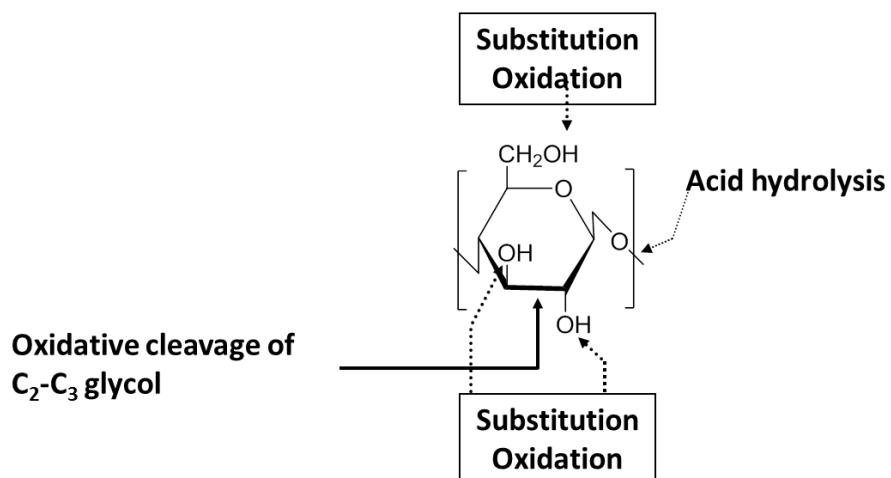 Substitution
Oxidation
CH₂OH
O
Acid hydrolysis
OH
O
OH
Oxidative cleavage of
C₂-C₃ glycol
Substitution
Oxidation